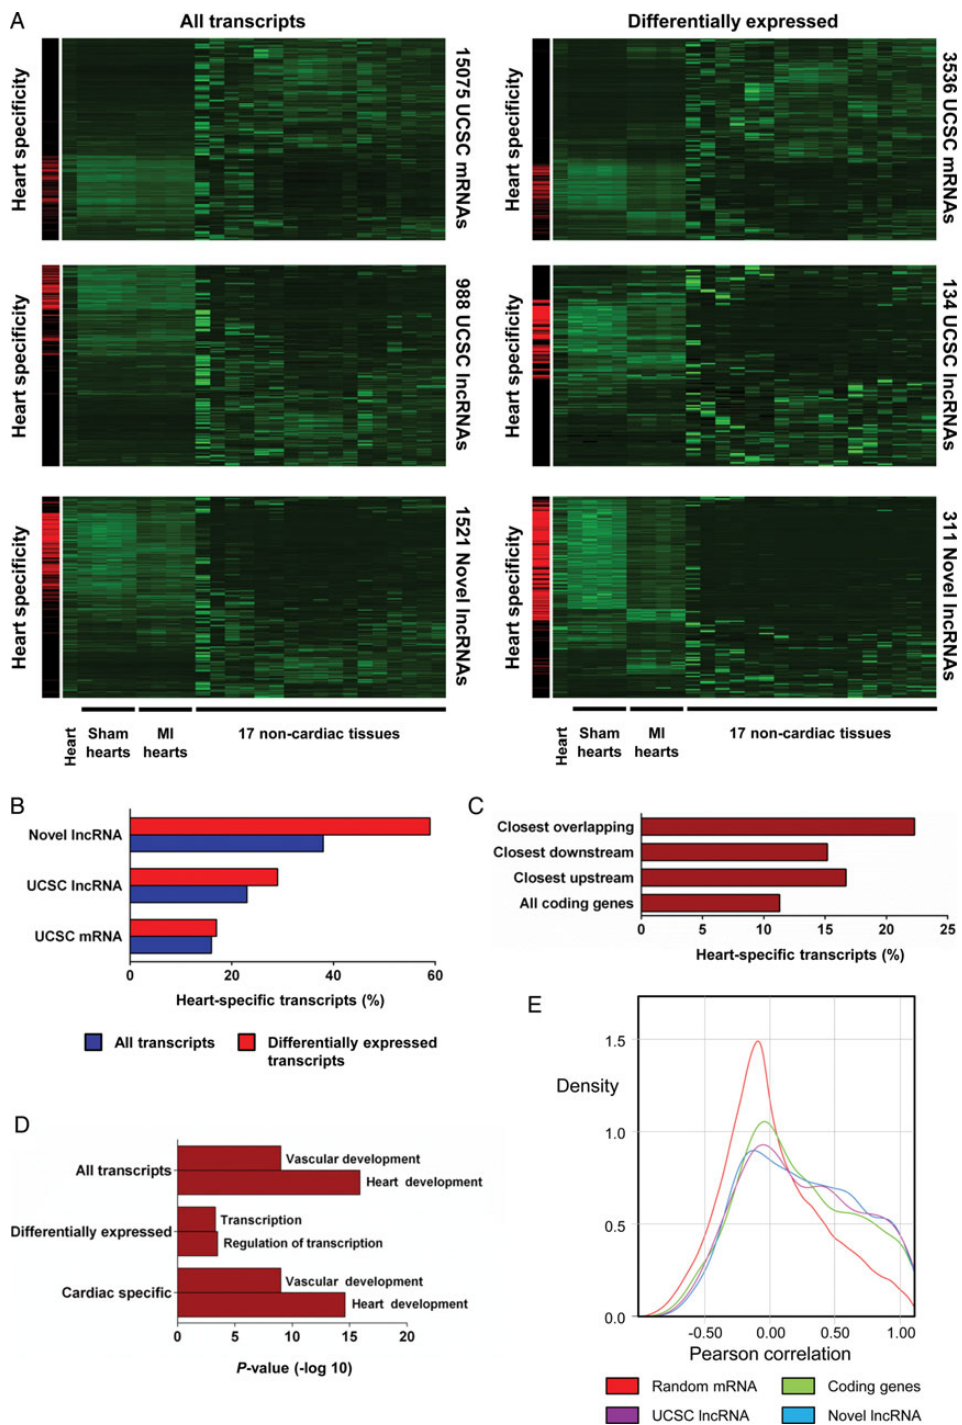 A
All transcripts
Differentially expressed
Heart specificity
15075 UCSC mRNAs
Heart specificity
3536 UCSC mRNAs
Heart specificity
988 UCSC lncRNAs
Heart specificity
134 UCSC lncRNAs
Heart specificity
1521 Novel lncRNAs
Heart specificity
311 Novel lncRNAs
Heart
Sham
hearts
MI
hearts
17 non-cardiac tissues
Heart
Sham
hearts
MI
hearts
17 non-cardiac tissues
B
Novel lncRNA
UCSC lncRNA
UCSC mRNA
0 20 40 60
Heart-specific transcripts (%)
All transcripts
Differentially expressed
transcripts
C
Closest overlapping
Closest downstream
Closest upstream
All coding genes
0 5 10 15 20 25
Heart-specific transcripts (%)
D
All transcripts
Vascular development
Heart development
Differentially expressed
Transcription
Regulation of transcription
Cardiac specific
Vascular development
Heart development
0 5 10 15 20
P-value (-log 10)
E
Density
1.5
1.0
0.5
0.0
-0.50 0.00 0.50 1.00
Pearson correlation
Random mRNA
Coding genes
UCSC lncRNA
Novel lncRNA